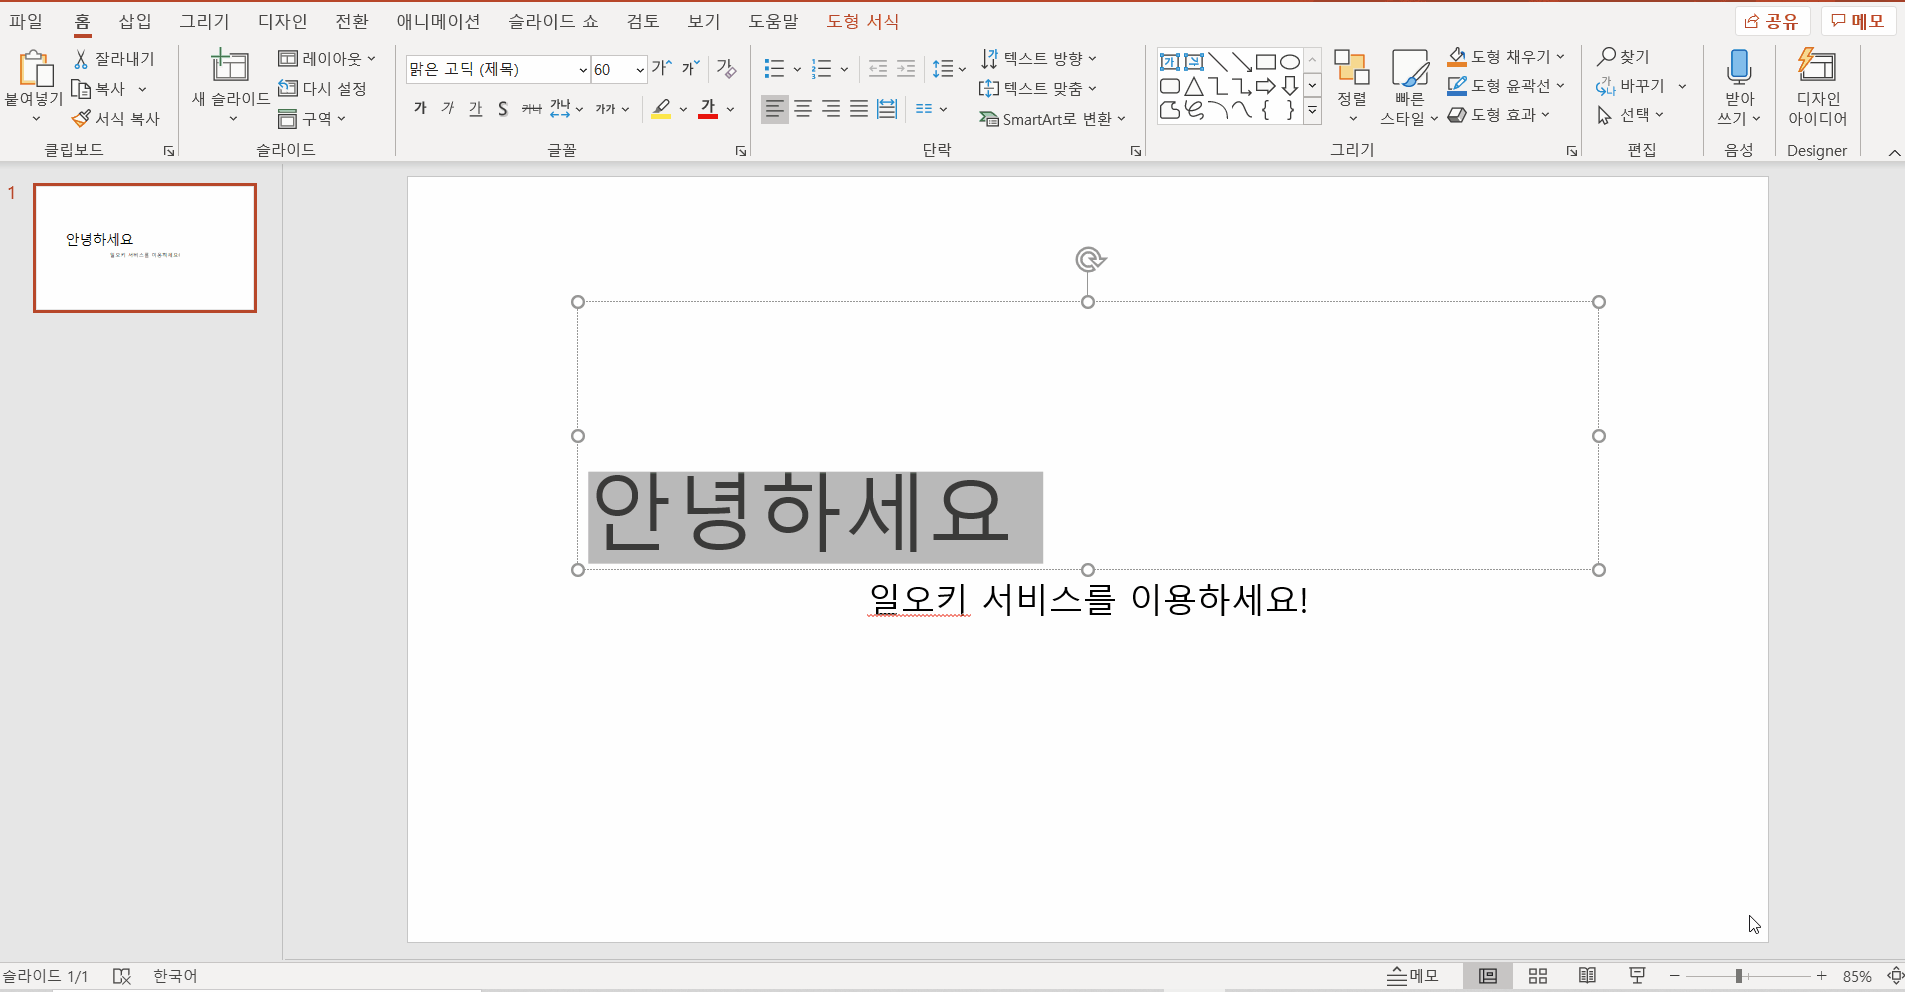 파일 홈 삽입 그리기 디자인 전환 애니메이션 슬라이드 쇼 검토 보기 도움말 도형 서식 공유 메모
붙여넣기
잘라내기
복사
서식 복사
클립보드
새 슬라이드
레이아웃
다시 설정
구역
슬라이드
맑은 고딕 (제목) 60 가 가 가
가 가 가 S 가나 가나 가가 가
글꼴
텍스트 방향
텍스트 맞춤
SmartArt로 변환
단락
정렬
빠른
스타일
도형 채우기
도형 윤곽선
도형 효과
그리기
찾기
바꾸기
선택
편집
받아
쓰기
음성
디자인
아이디어
Designer
1
안녕하세요
일오키 서비스를 이용하세요!
안녕하세요
일오키 서비스를 이용하세요!
슬라이드 1/1 한국어 메모 85%